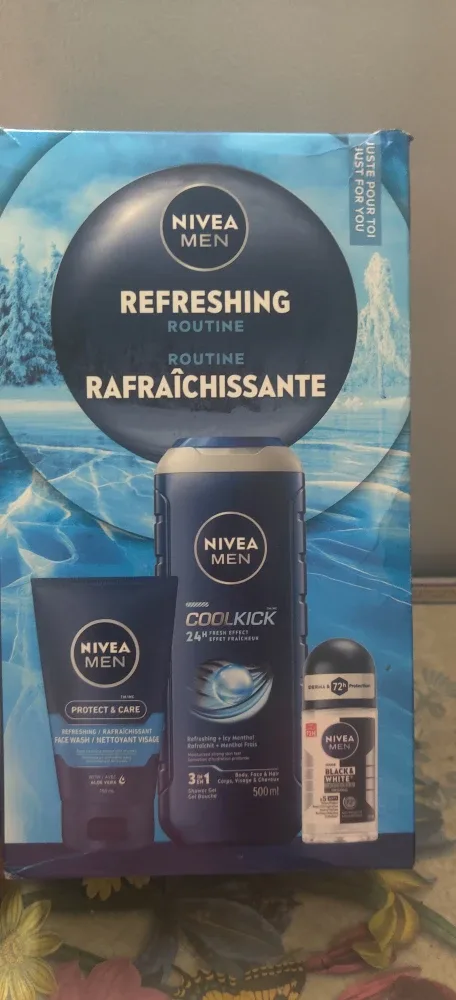 JUSTE POUR TOI
JUST FOR YOU
NIVEA
MEN
REFRESHING
ROUTINE
ROUTINE
RAFRAÎCHISSANTE
NIVEA
MEN
COOLKICK
24H FRESH EFFECT
EFFET FRAÎCHEUR
Refreshing + Icy Menthol
Rafraîchit + Menthol Frais
3 IN 1
EN
Body, Face & Hair
Corps, Visage & Cheveux
Shower Gel
Gel Douche
500 ml
NIVEA
MEN
PROTECT & CARE
REFRESHING / RAFRAÎCHISSANT
FACE WASH / NETTOYANT VISAGE
ALOE VERA
DERMA & 72h Protection
NIVEA
MEN
BLACK&
WHITE